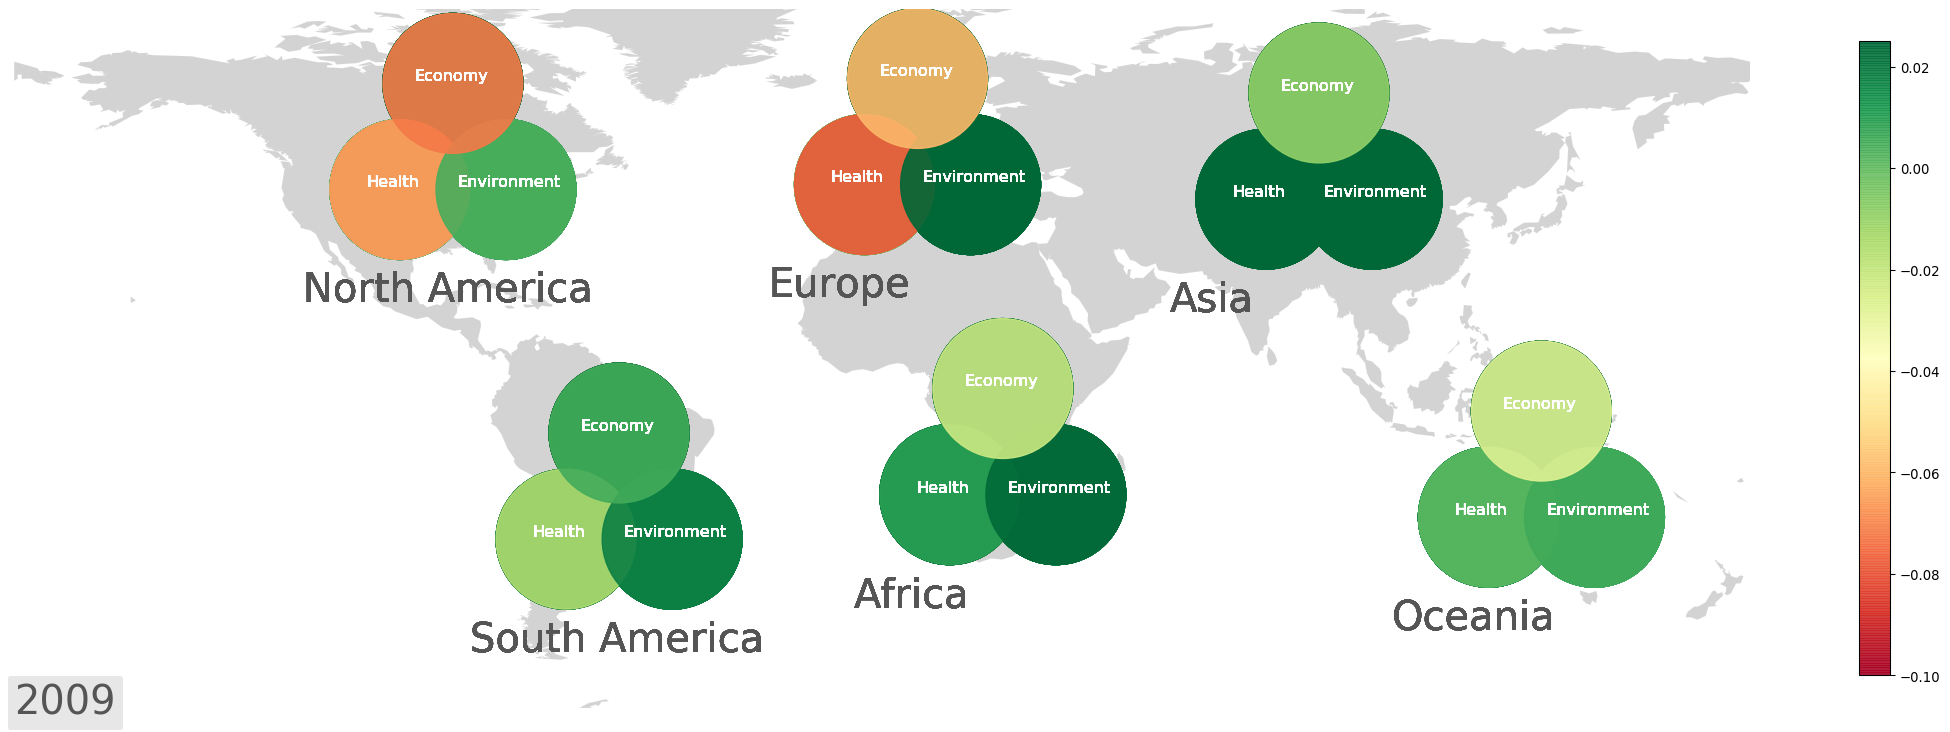 Economy
Health
Environment
North America
Economy
Health
Environment
Europe
Economy
Health
Environment
Asia
Economy
Health
Environment
South America
Economy
Health
Environment
Africa
Economy
Health
Environment
Oceania
2009
0.02
0.00
−0.02
−0.04
−0.06
−0.08
−0.10